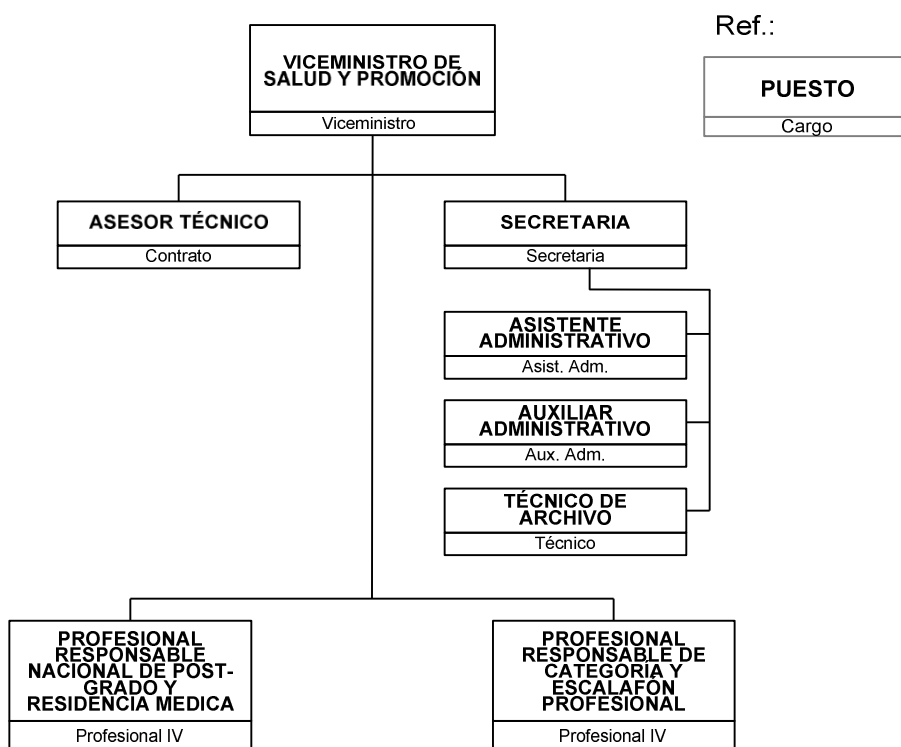 Ref.:
VICEMINISTRO DE
SALUD Y PROMOCIÓN
Viceministro
PUESTO
Cargo
ASESOR TÉCNICO
Contrato
SECRETARIA
Secretaria
ASISTENTE
ADMINISTRATIVO
Asist. Adm.
AUXILIAR
ADMINISTRATIVO
Aux. Adm.
TÉCNICO DE
ARCHIVO
Técnico
PROFESIONAL
RESPONSABLE
NACIONAL DE POST-
GRADO Y
RESIDENCIA MEDICA
Profesional IV
PROFESIONAL
RESPONSABLE DE
CATEGORÍA Y
ESCALAFÓN
PROFESIONAL
Profesional IV